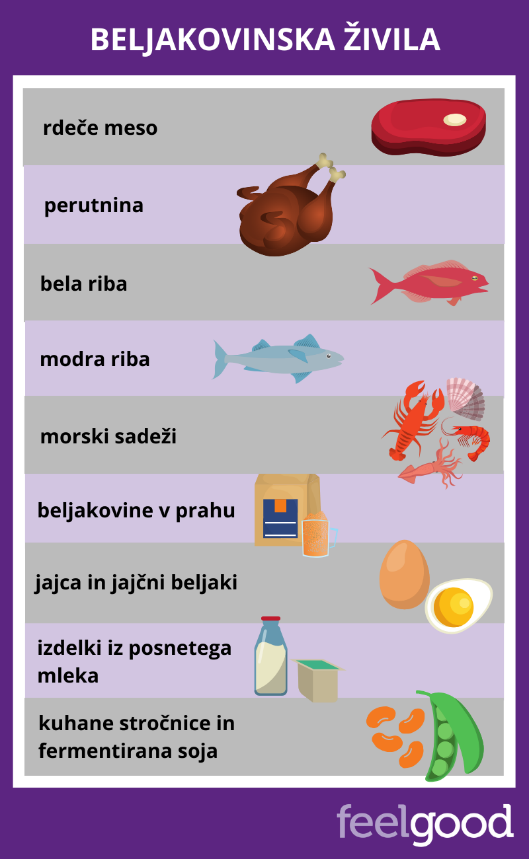 BELJAKOVINSKA ŽIVILA
rdeče meso
perutnina
bela riba
modra riba
morski sadeži
beljakovine v prahu
jajca in jajčni beljaki
izdelki iz posnetega
mleka
kuhane stročnice in
fermentirana soja
feelgood